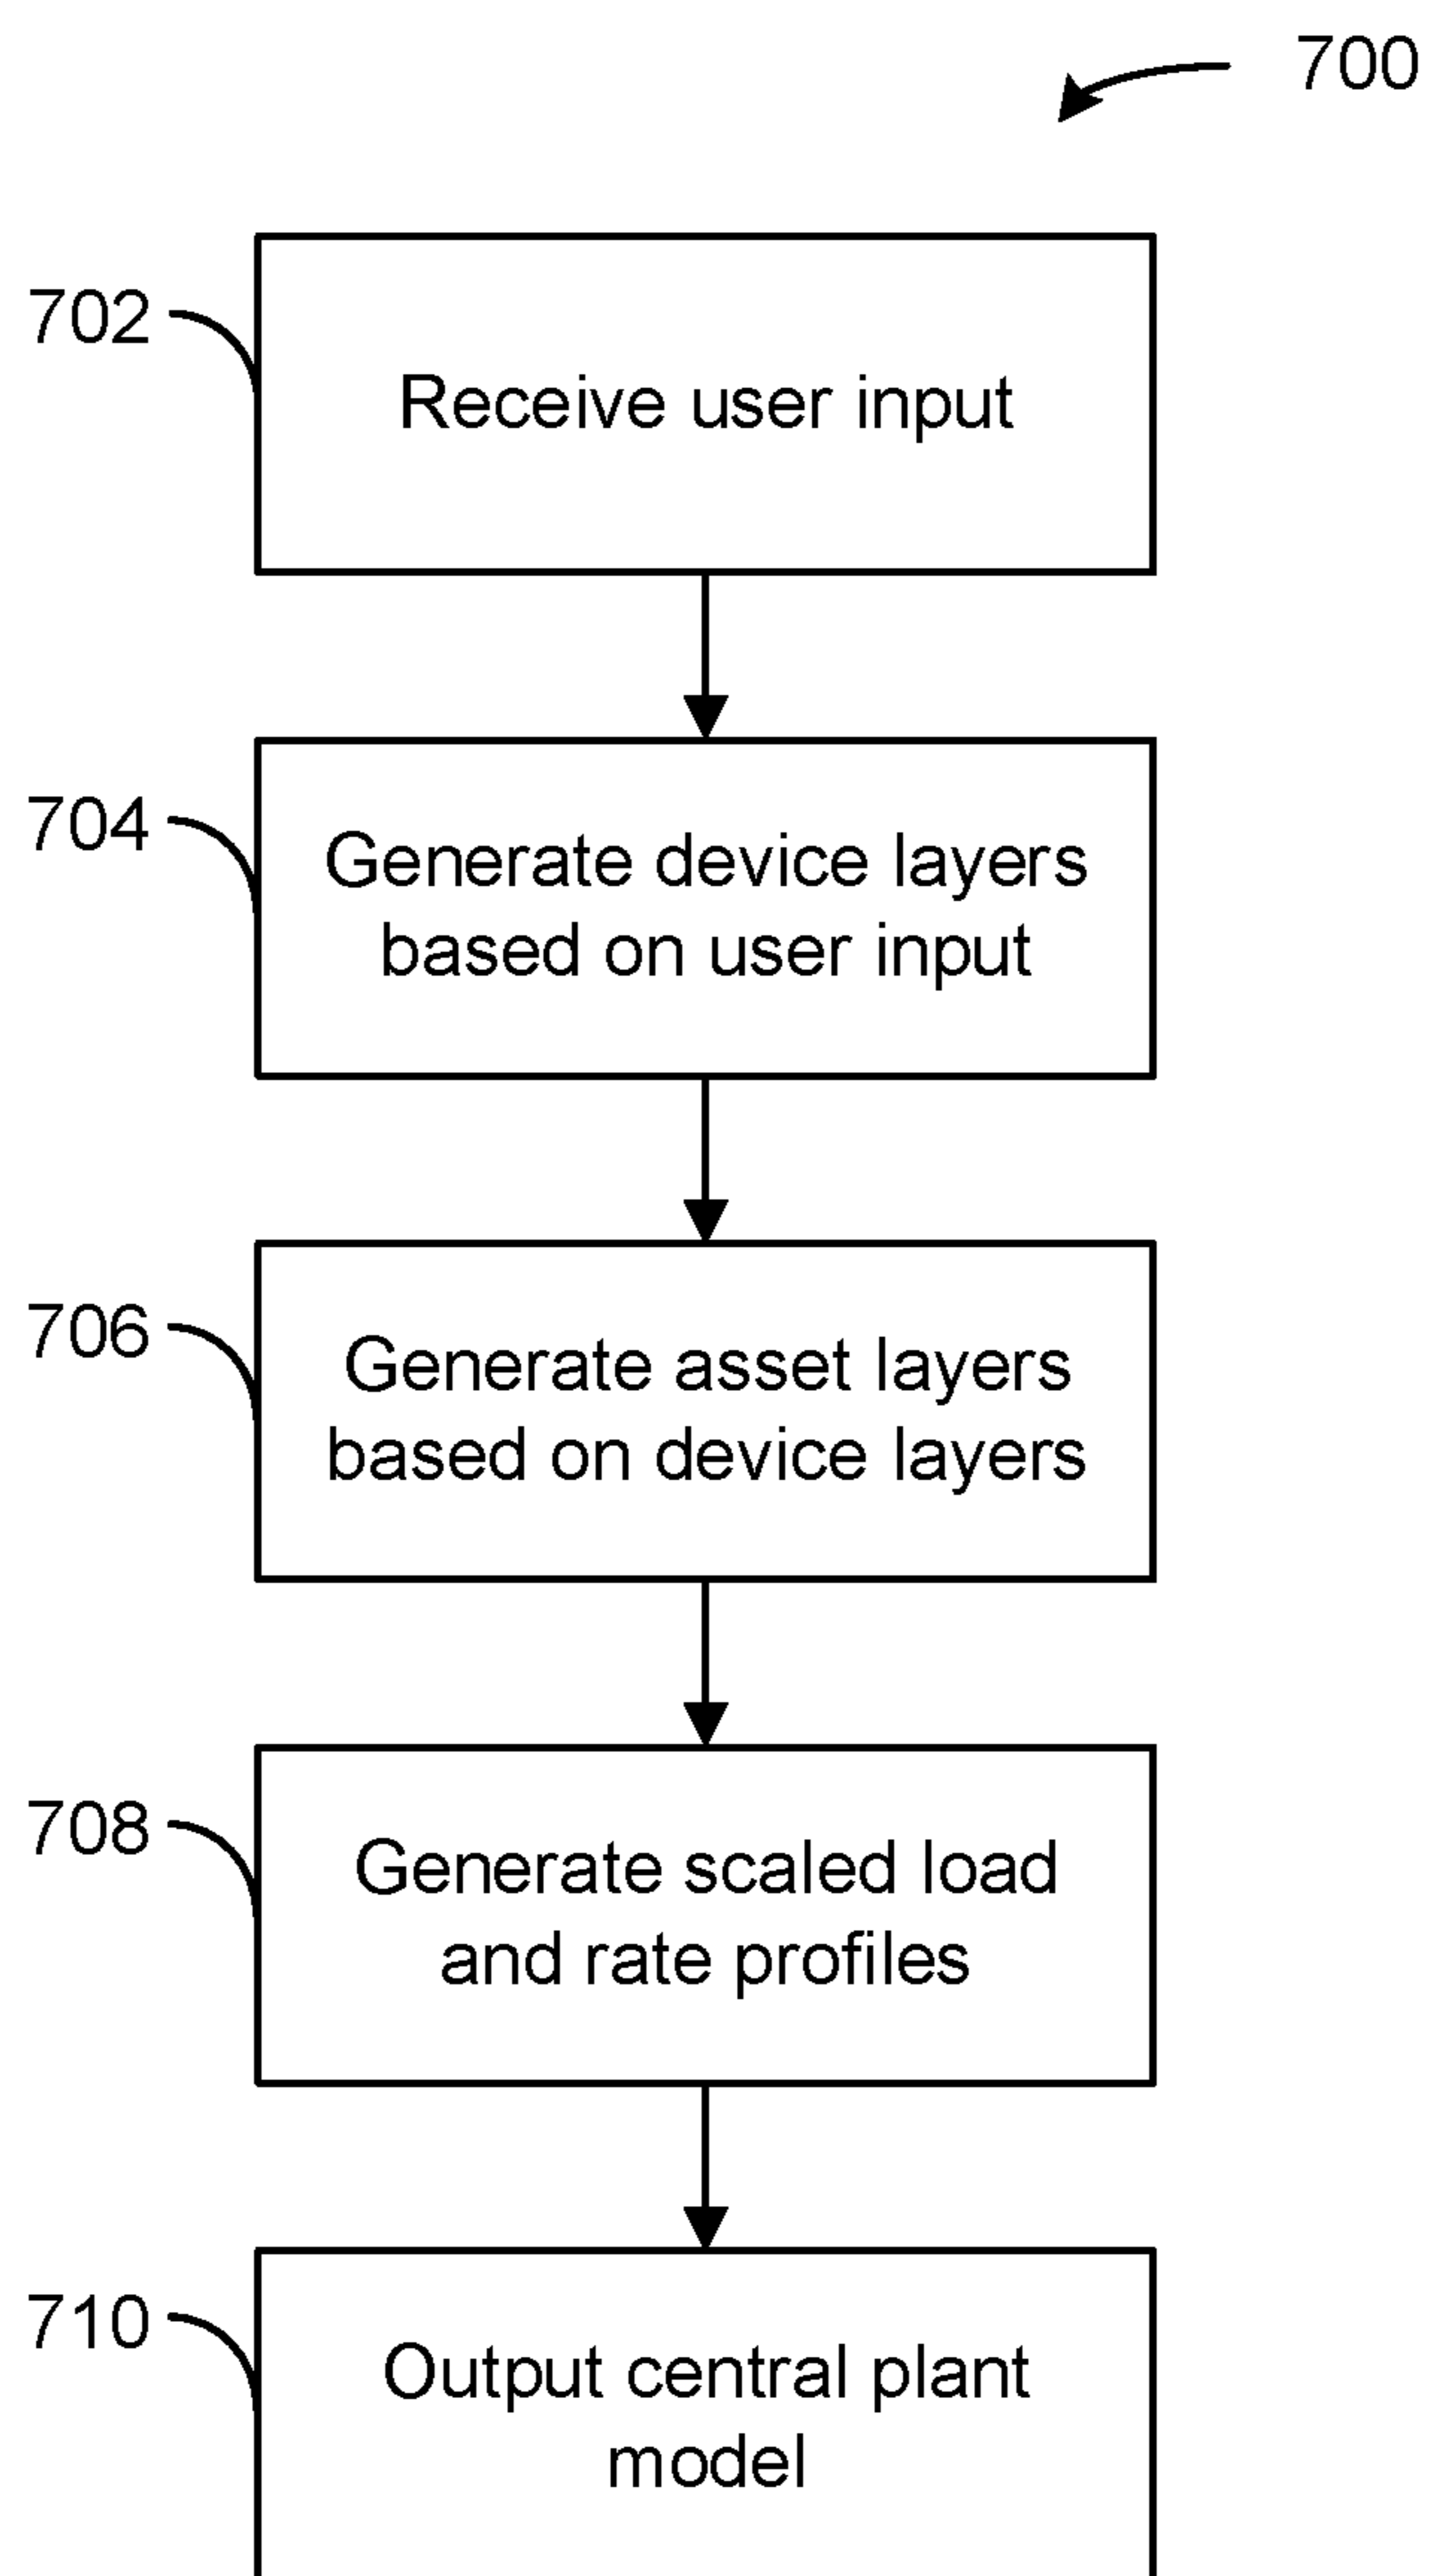 700
702
Receive user input
704
Generate device layers
based on user input
706
Generate asset layers
based on device layers
708
Generate scaled load
and rate profiles
710
Output central plant
model